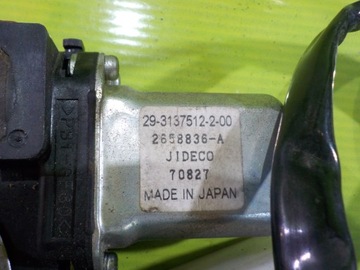 29-3137512-2-00
2658836-A
JIDECO
70827
MADE IN JAPAN